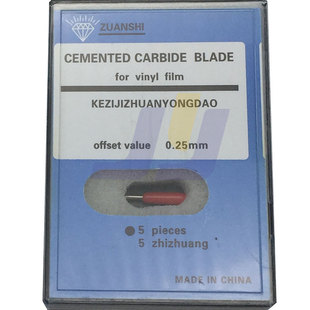 ZUANSHI
CEMENTED CARBIDE BLADE
for vinyl film
KEZIJIZHUANYONGDAO
offset value 0.25mm
5 pieces
5 zhizhuang
MADE IN CHINA